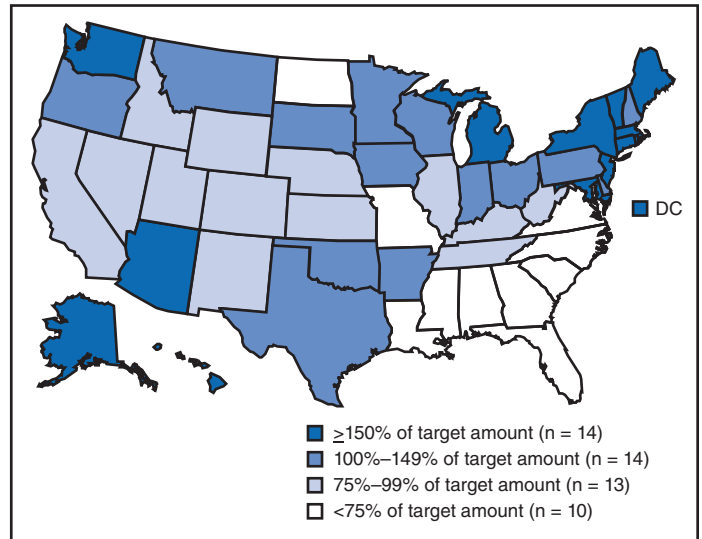 DC
≥150% of target amount (n = 14)
100%–149% of target amount (n = 14)
75%–99% of target amount (n = 13)
<75% of target amount (n = 10)